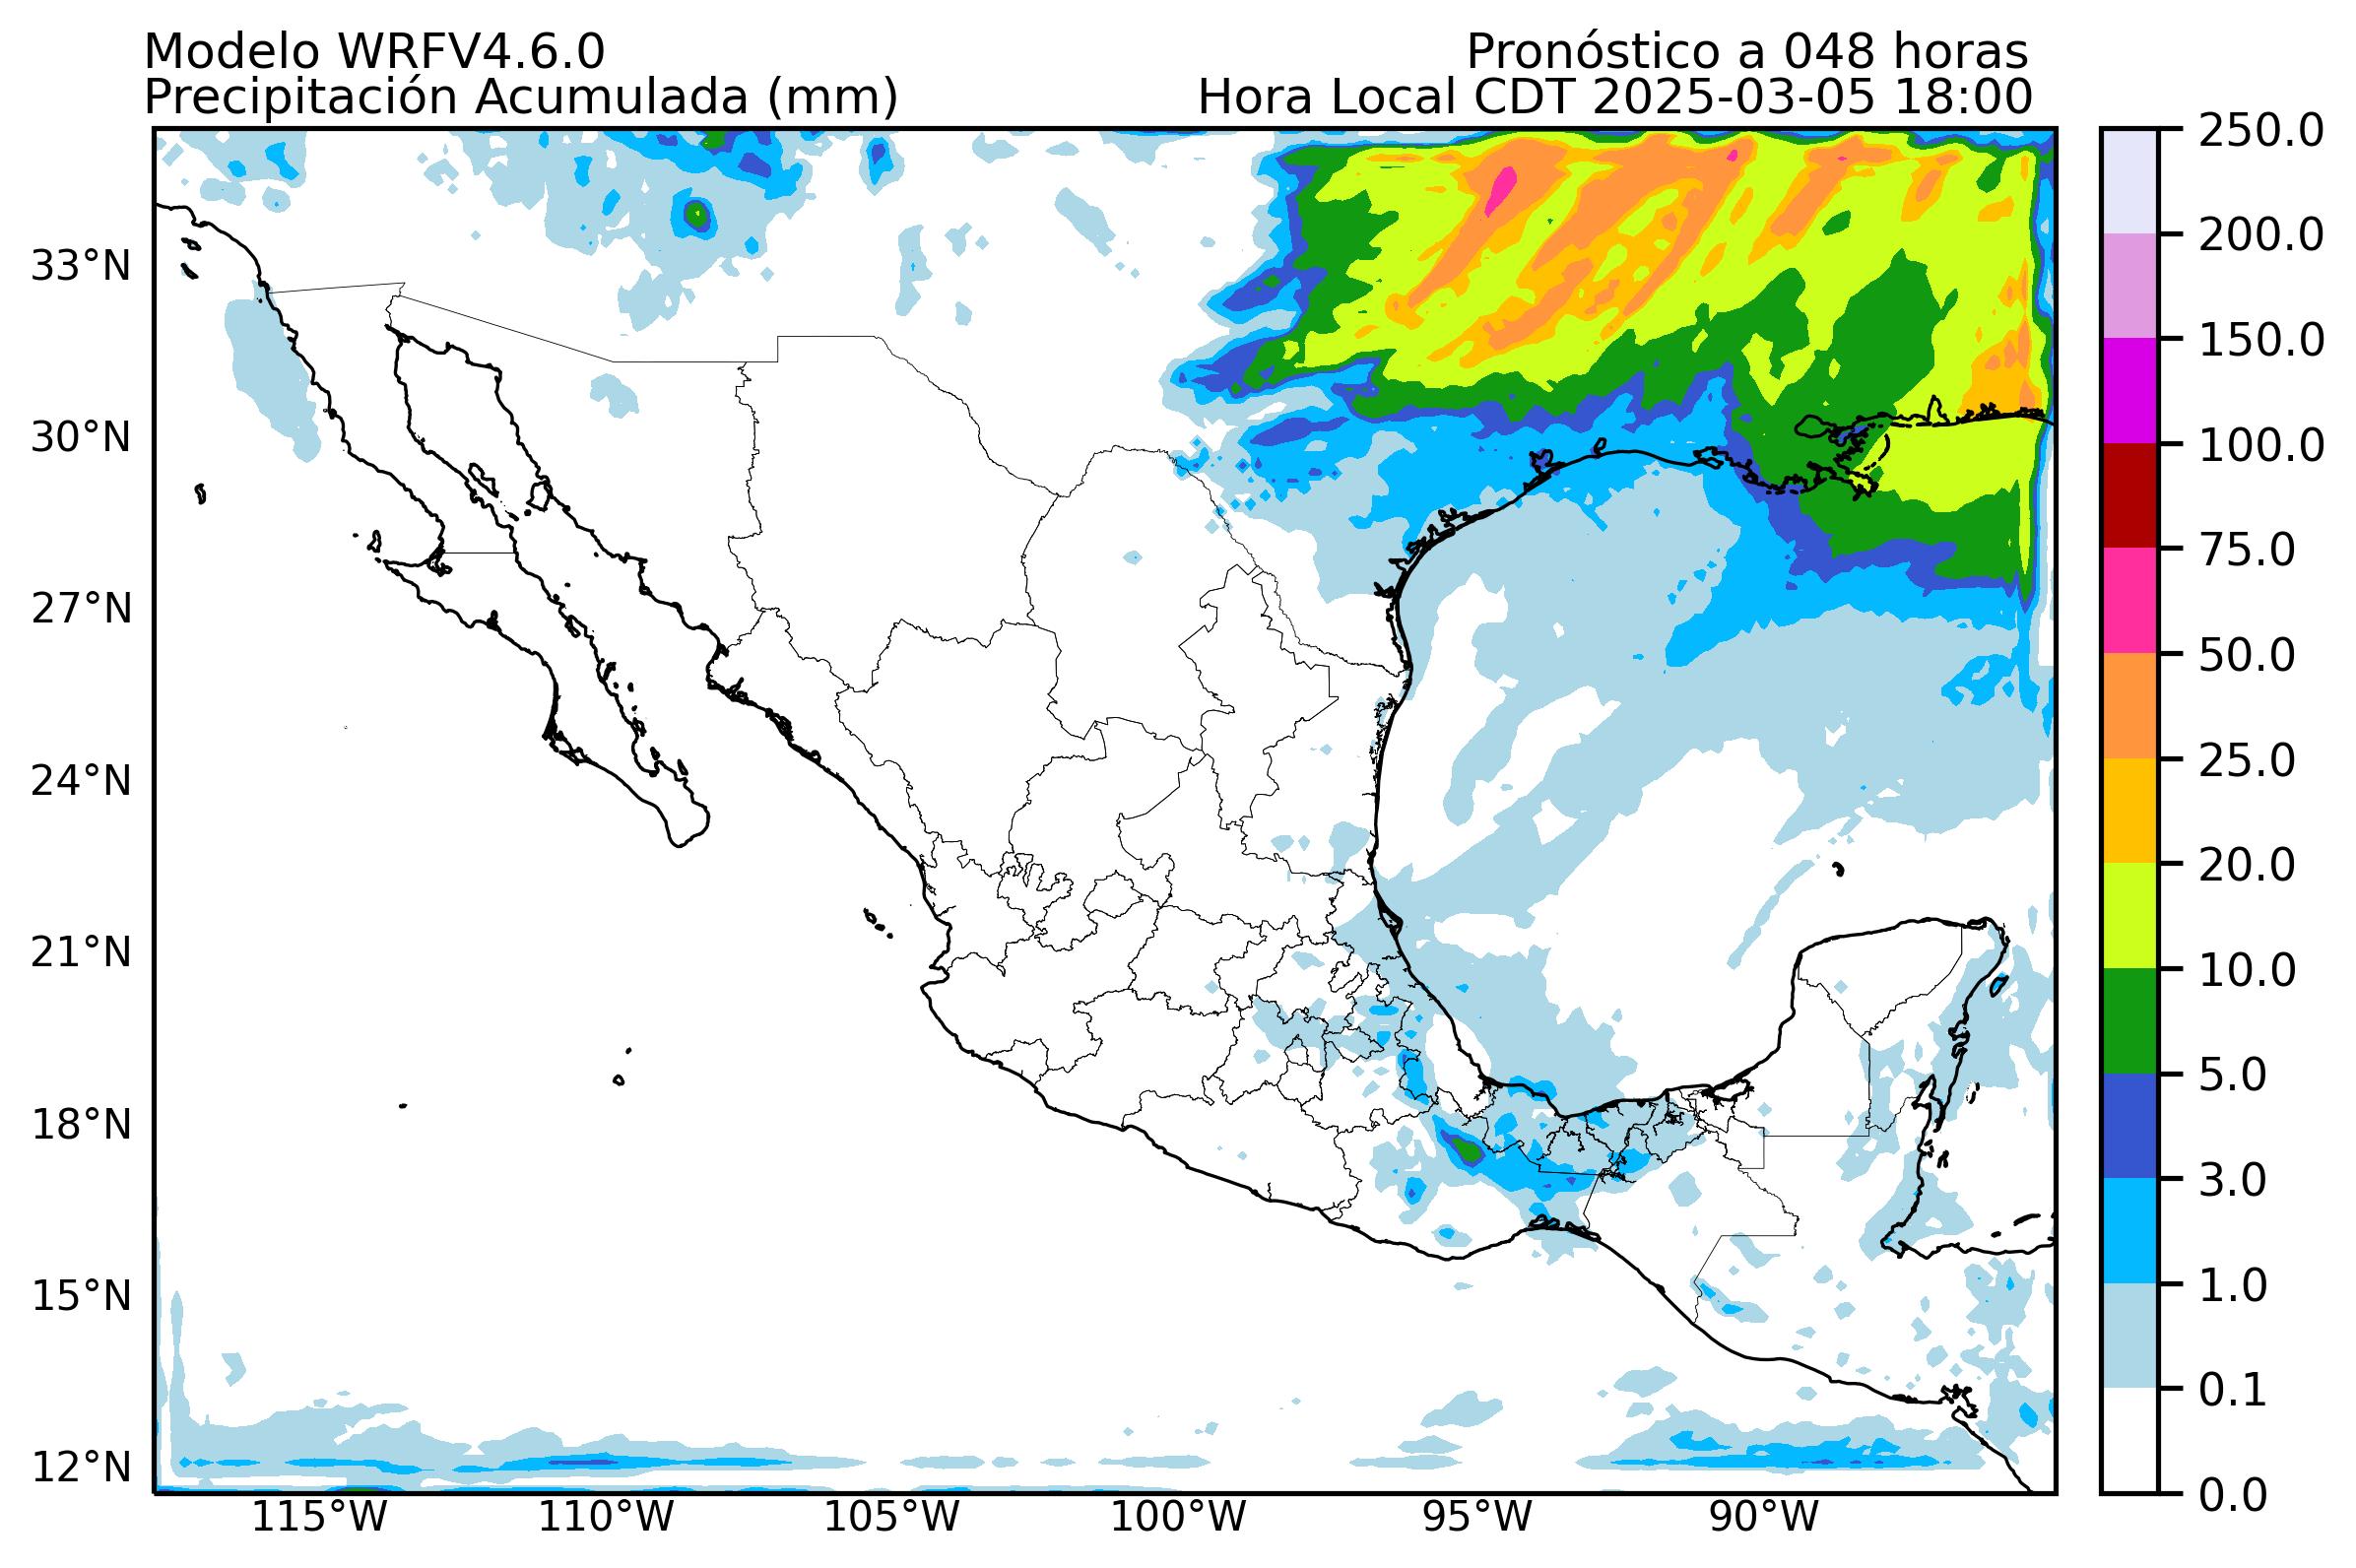 Modelo WRFV4.6.0
Pronóstico a 048 horas
Precipitación Acumulada (mm)
Hora Local CDT 2025-03-05 18:00
250.0
200.0
150.0
100.0
75.0
50.0
25.0
20.0
10.0
5.0
3.0
1.0
0.1
0.0
33°N
30°N
27°N
24°N
21°N
18°N
15°N
12°N
115°W
110°W
105°W
100°W
95°W
90°W